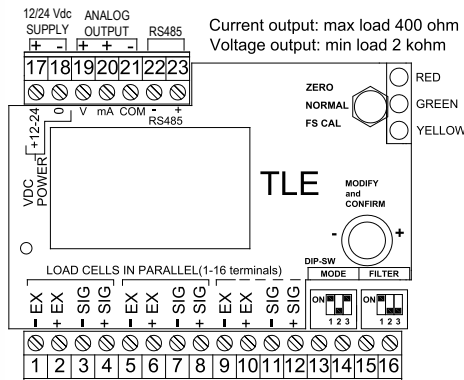 12/24 Vdc ANALOG
SUPPLY OUTPUT RS485
+ - + + -
17 18 19 20 21 22 23
+12-24 0 V mA COM - +
RS485
VDC
POWER
Current output: max load 400 ohm
Voltage output: min load 2 kohm
ZERO
NORMAL
FS CAL
RED
GREEN
YELLOW
TLE
MODIFY
and
CONFIRM
- +
DIP-SW
MODE FILTER
ON ON
1 2 3 1 2 3
LOAD CELLS IN PARALLEL(1-16 terminals)
- EX + EX - SIG + SIG - EX + EX - SIG + SIG - EX + EX - SIG + SIG
1 2 3 4 5 6 7 8 9 10 11 12 13 14 15 16